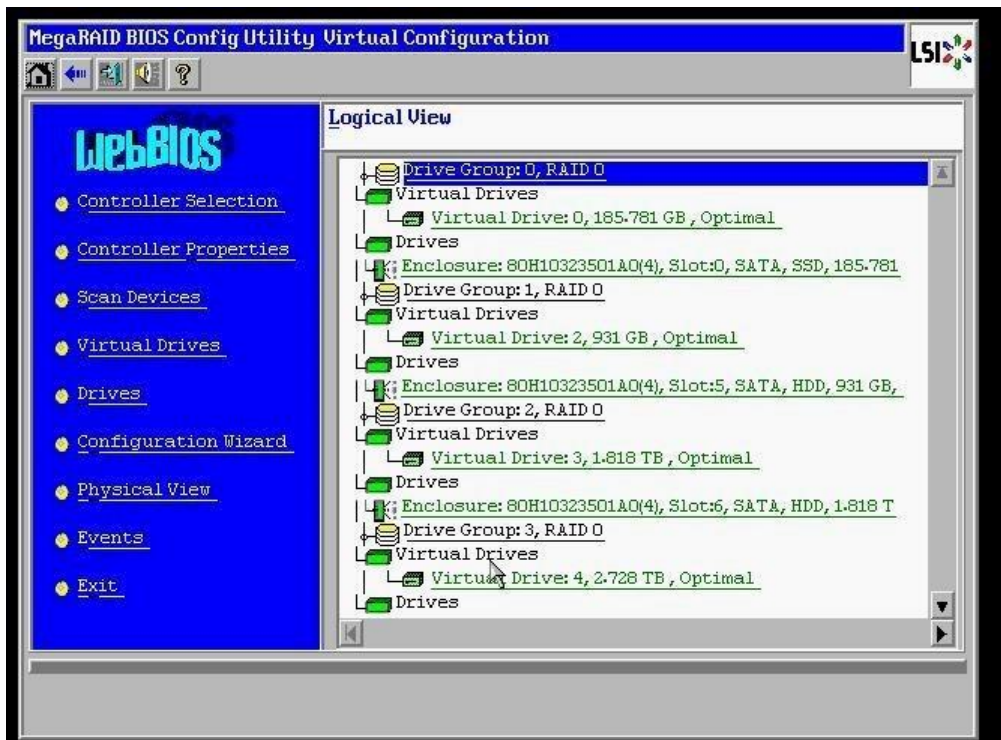 MegaRAID BIOS Config Utility Virtual Configuration
LSI
WebBIOS
Controller Selection
Controller Properties
Scan Devices
Virtual Drives
Drives
Configuration Wizard
Physical View
Events
Exit
Logical View
Drive Group: 0, RAID 0
Virtual Drives
Virtual Drive: 0, 185.781 GB, Optimal
Drives
Enclosure: 80H10323501A0(4), Slot:0, SATA, SSD, 185.781
Drive Group: 1, RAID 0
Virtual Drives
Virtual Drive: 2, 931 GB, Optimal
Drives
Enclosure: 80H10323501A0(4), Slot:5, SATA, HDD, 931 GB,
Drive Group: 2, RAID 0
Virtual Drives
Virtual Drive: 3, 1.818 TB, Optimal
Drives
Enclosure: 80H10323501A0(4), Slot:6, SATA, HDD, 1.818 T
Drive Group: 3, RAID 0
Virtual Drives
Virtual Drive: 4, 2.728 TB, Optimal
Drives